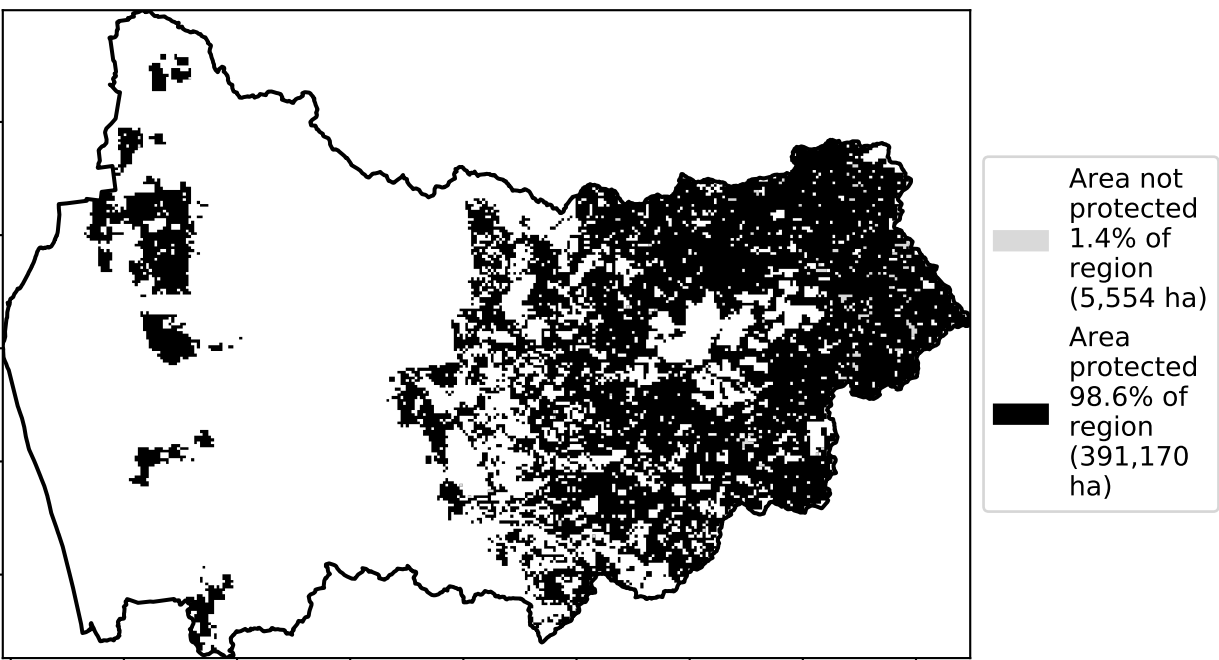 Area not
protected
1.4% of
region
(5,554 ha)
Area
protected
98.6% of
region
(391,170
ha)